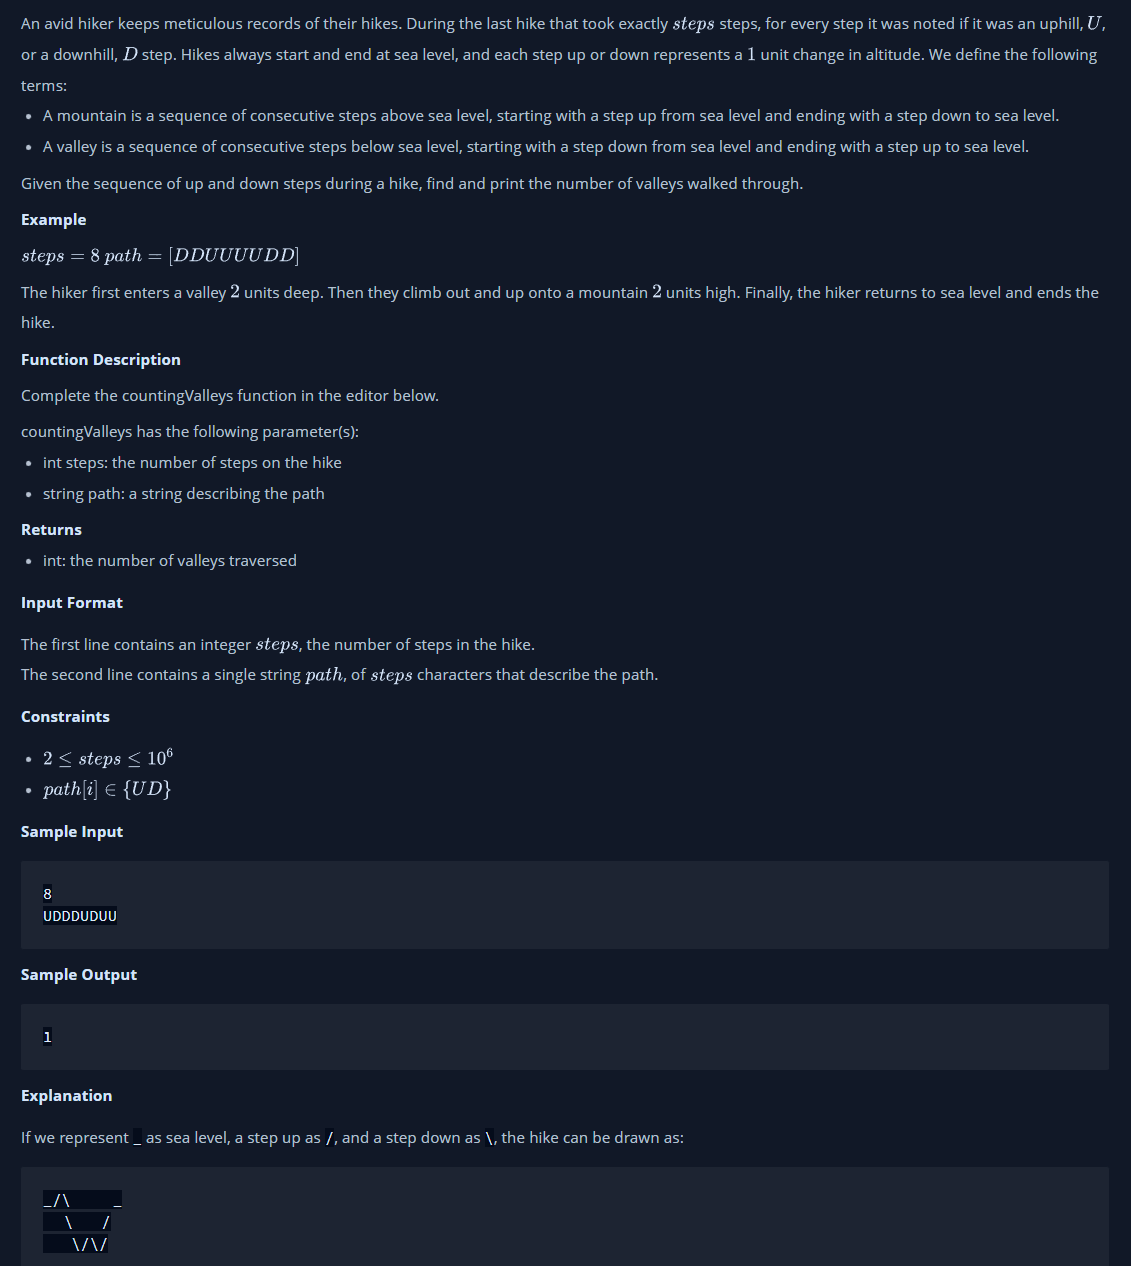 An avid hiker keeps meticulous records of their hikes. During the last hike that took exactly steps steps, for every step it was noted if it was an uphill, U,
or a downhill, D step. Hikes always start and end at sea level, and each step up or down represents a 1 unit change in altitude. We define the following
terms:
• A mountain is a sequence of consecutive steps above sea level, starting with a step up from sea level and ending with a step down to sea level.
• A valley is a sequence of consecutive steps below sea level, starting with a step down from sea level and ending with a step up to sea level.
Given the sequence of up and down steps during a hike, find and print the number of valleys walked through.
Example
steps = 8 path = [DDUUUUDD]
The hiker first enters a valley 2 units deep. Then they climb out and up onto a mountain 2 units high. Finally, the hiker returns to sea level and ends the
hike.
Function Description
Complete the countingValleys function in the editor below.
countingValleys has the following parameter(s):
• int steps: the number of steps on the hike
• string path: a string describing the path
Returns
• int: the number of valleys traversed
Input Format
The first line contains an integer steps, the number of steps in the hike.
The second line contains a single string path, of steps characters that describe the path.
Constraints
• 2 ≤ steps ≤ 10⁶
• path[i] ∈ {UD}
Sample Input
8
UDDDUDUU
Sample Output
1
Explanation
If we represent _ as sea level, a step up as /, and a step down as \, the hike can be drawn as:
_/\      _
   \    /
    \/\/